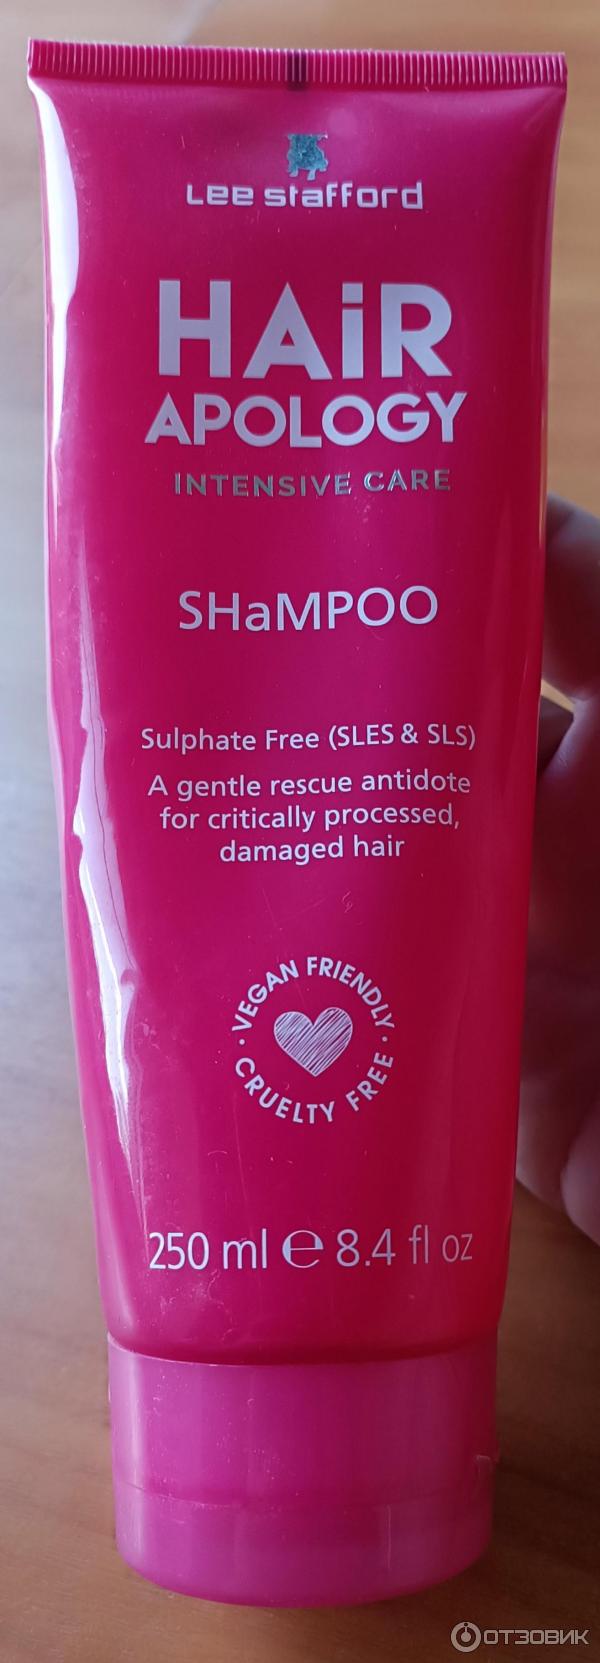 Lee Stafford
HAiR
APOLOGY
INTENSIVE CARE
SHaMPOO
Sulphate Free (SLES & SLS)
A gentle rescue antidote
for critically processed,
damaged hair
· VEGAN FRIENDLY ·
CRUELTY FREE
250 ml ℮ 8.4 fl oz
ОТЗОВИК